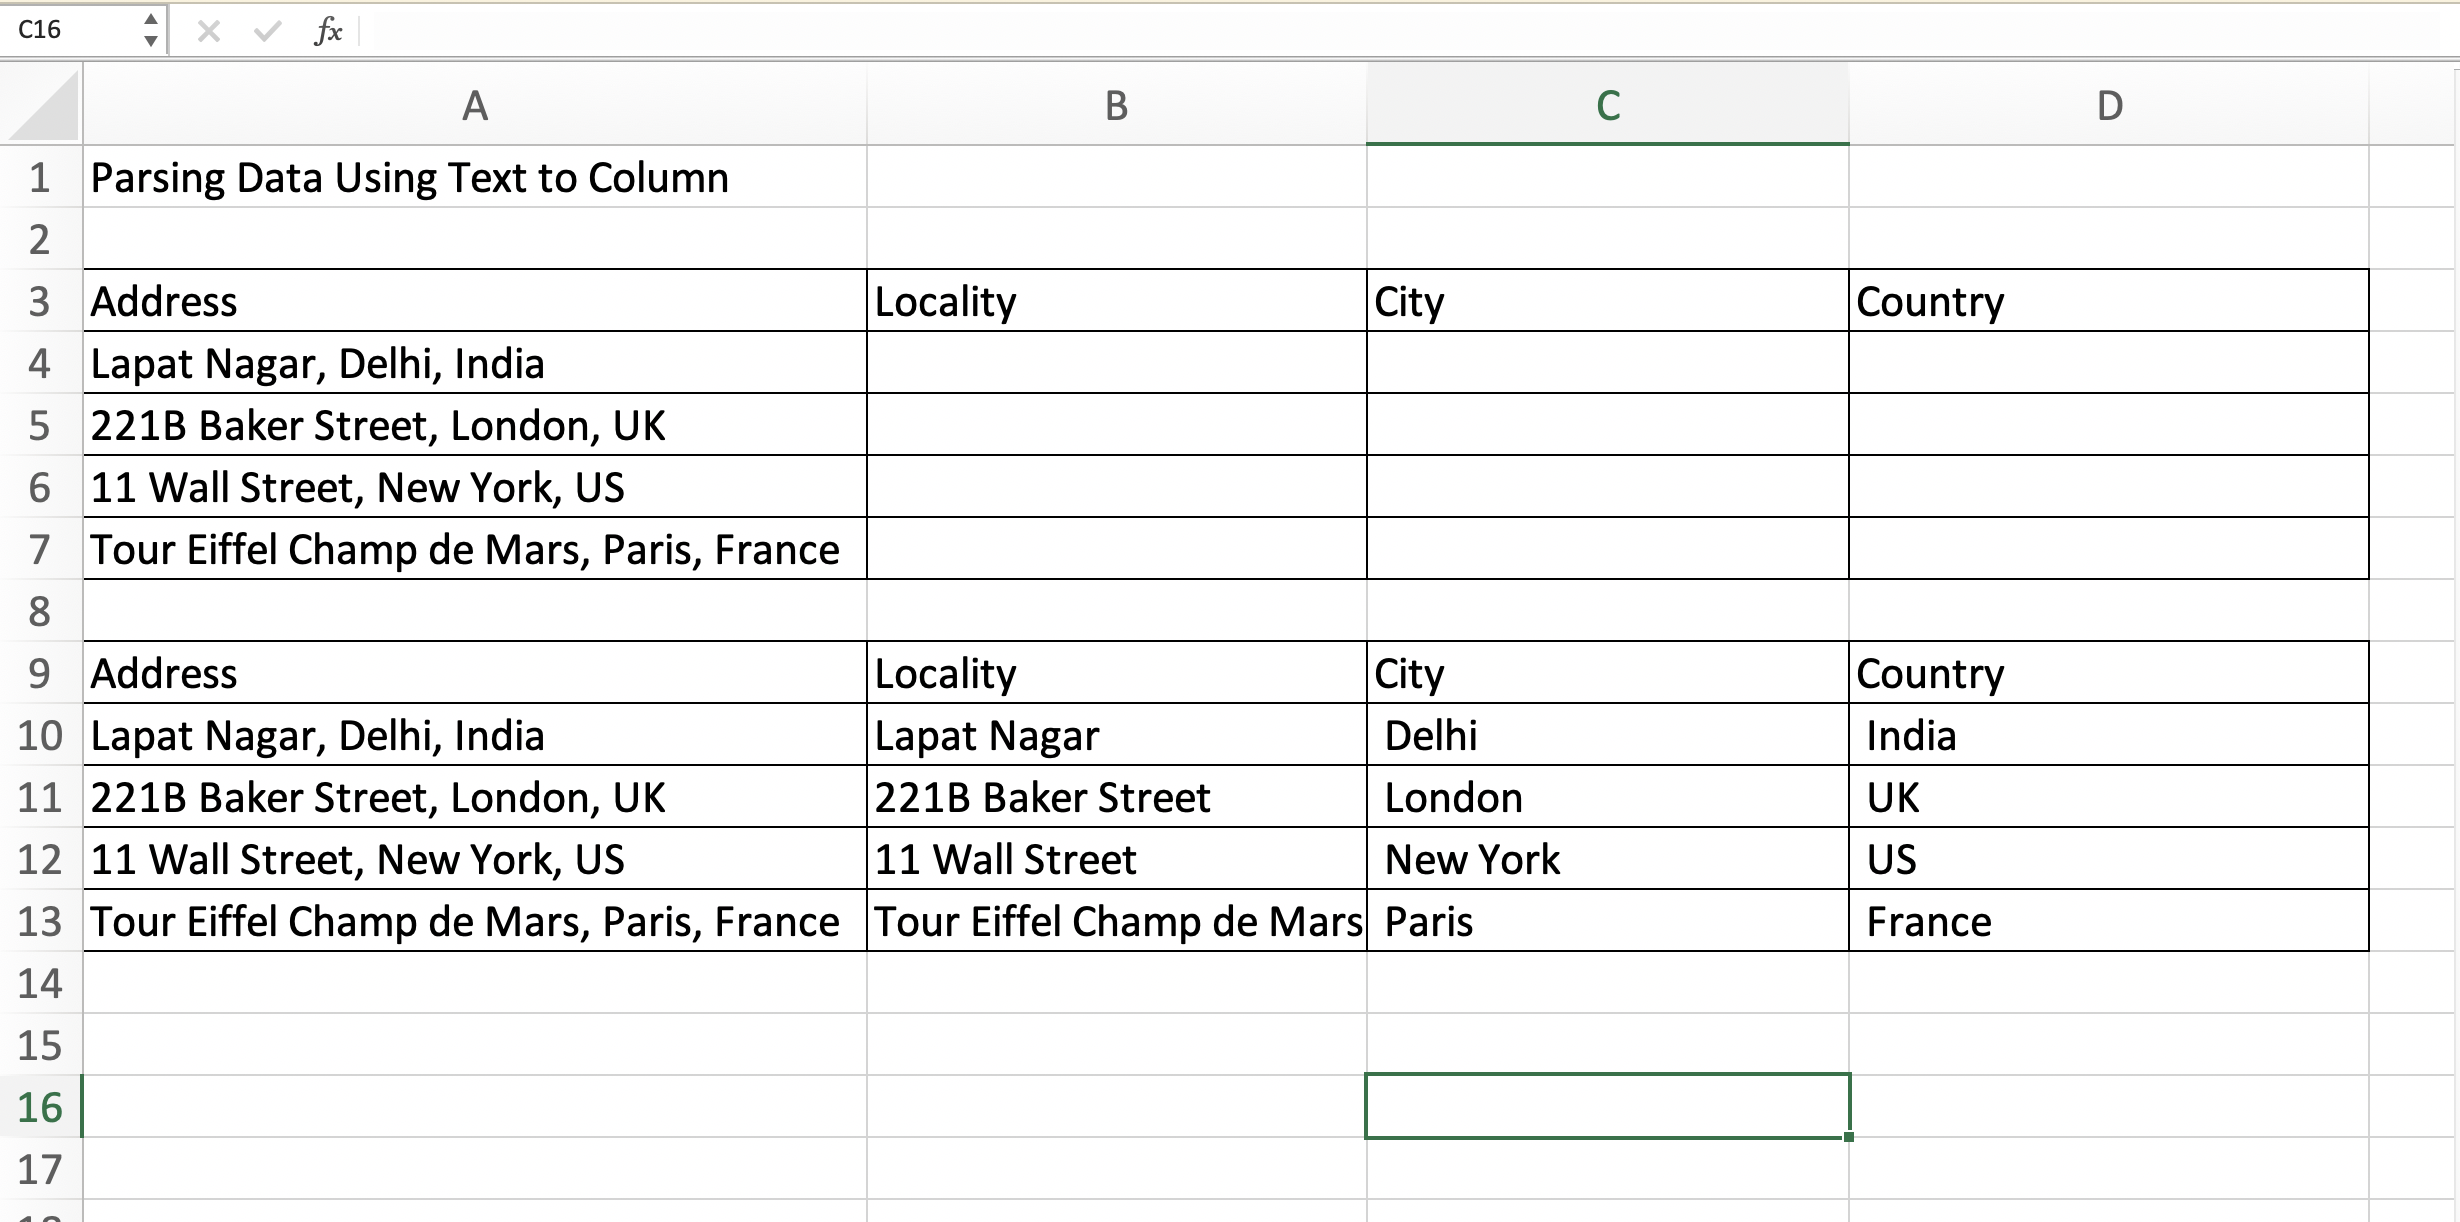 C16 fx
A B C D
1 Parsing Data Using Text to Column
2
3 Address Locality City Country
4 Lapat Nagar, Delhi, India
5 221B Baker Street, London, UK
6 11 Wall Street, New York, US
7 Tour Eiffel Champ de Mars, Paris, France
8
9 Address Locality City Country
10 Lapat Nagar, Delhi, India Lapat Nagar Delhi India
11 221B Baker Street, London, UK 221B Baker Street London UK
12 11 Wall Street, New York, US 11 Wall Street New York US
13 Tour Eiffel Champ de Mars, Paris, France Tour Eiffel Champ de Mars Paris France
14
15
16
17